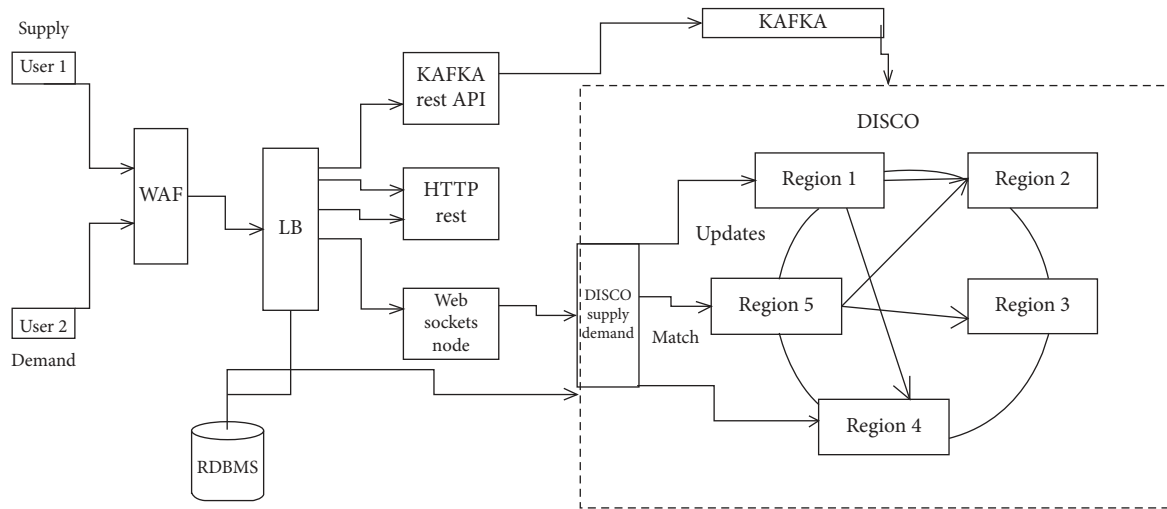 Supply
User 1
KAFKA
KAFKA
rest API
DISCO
WAF
LB
HTTP
rest
Region 1
Region 2
Updates
User 2
Demand
Web
sockets
node
DISCO
supply
demand
Match
Region 5
Region 3
Region 4
RDBMS